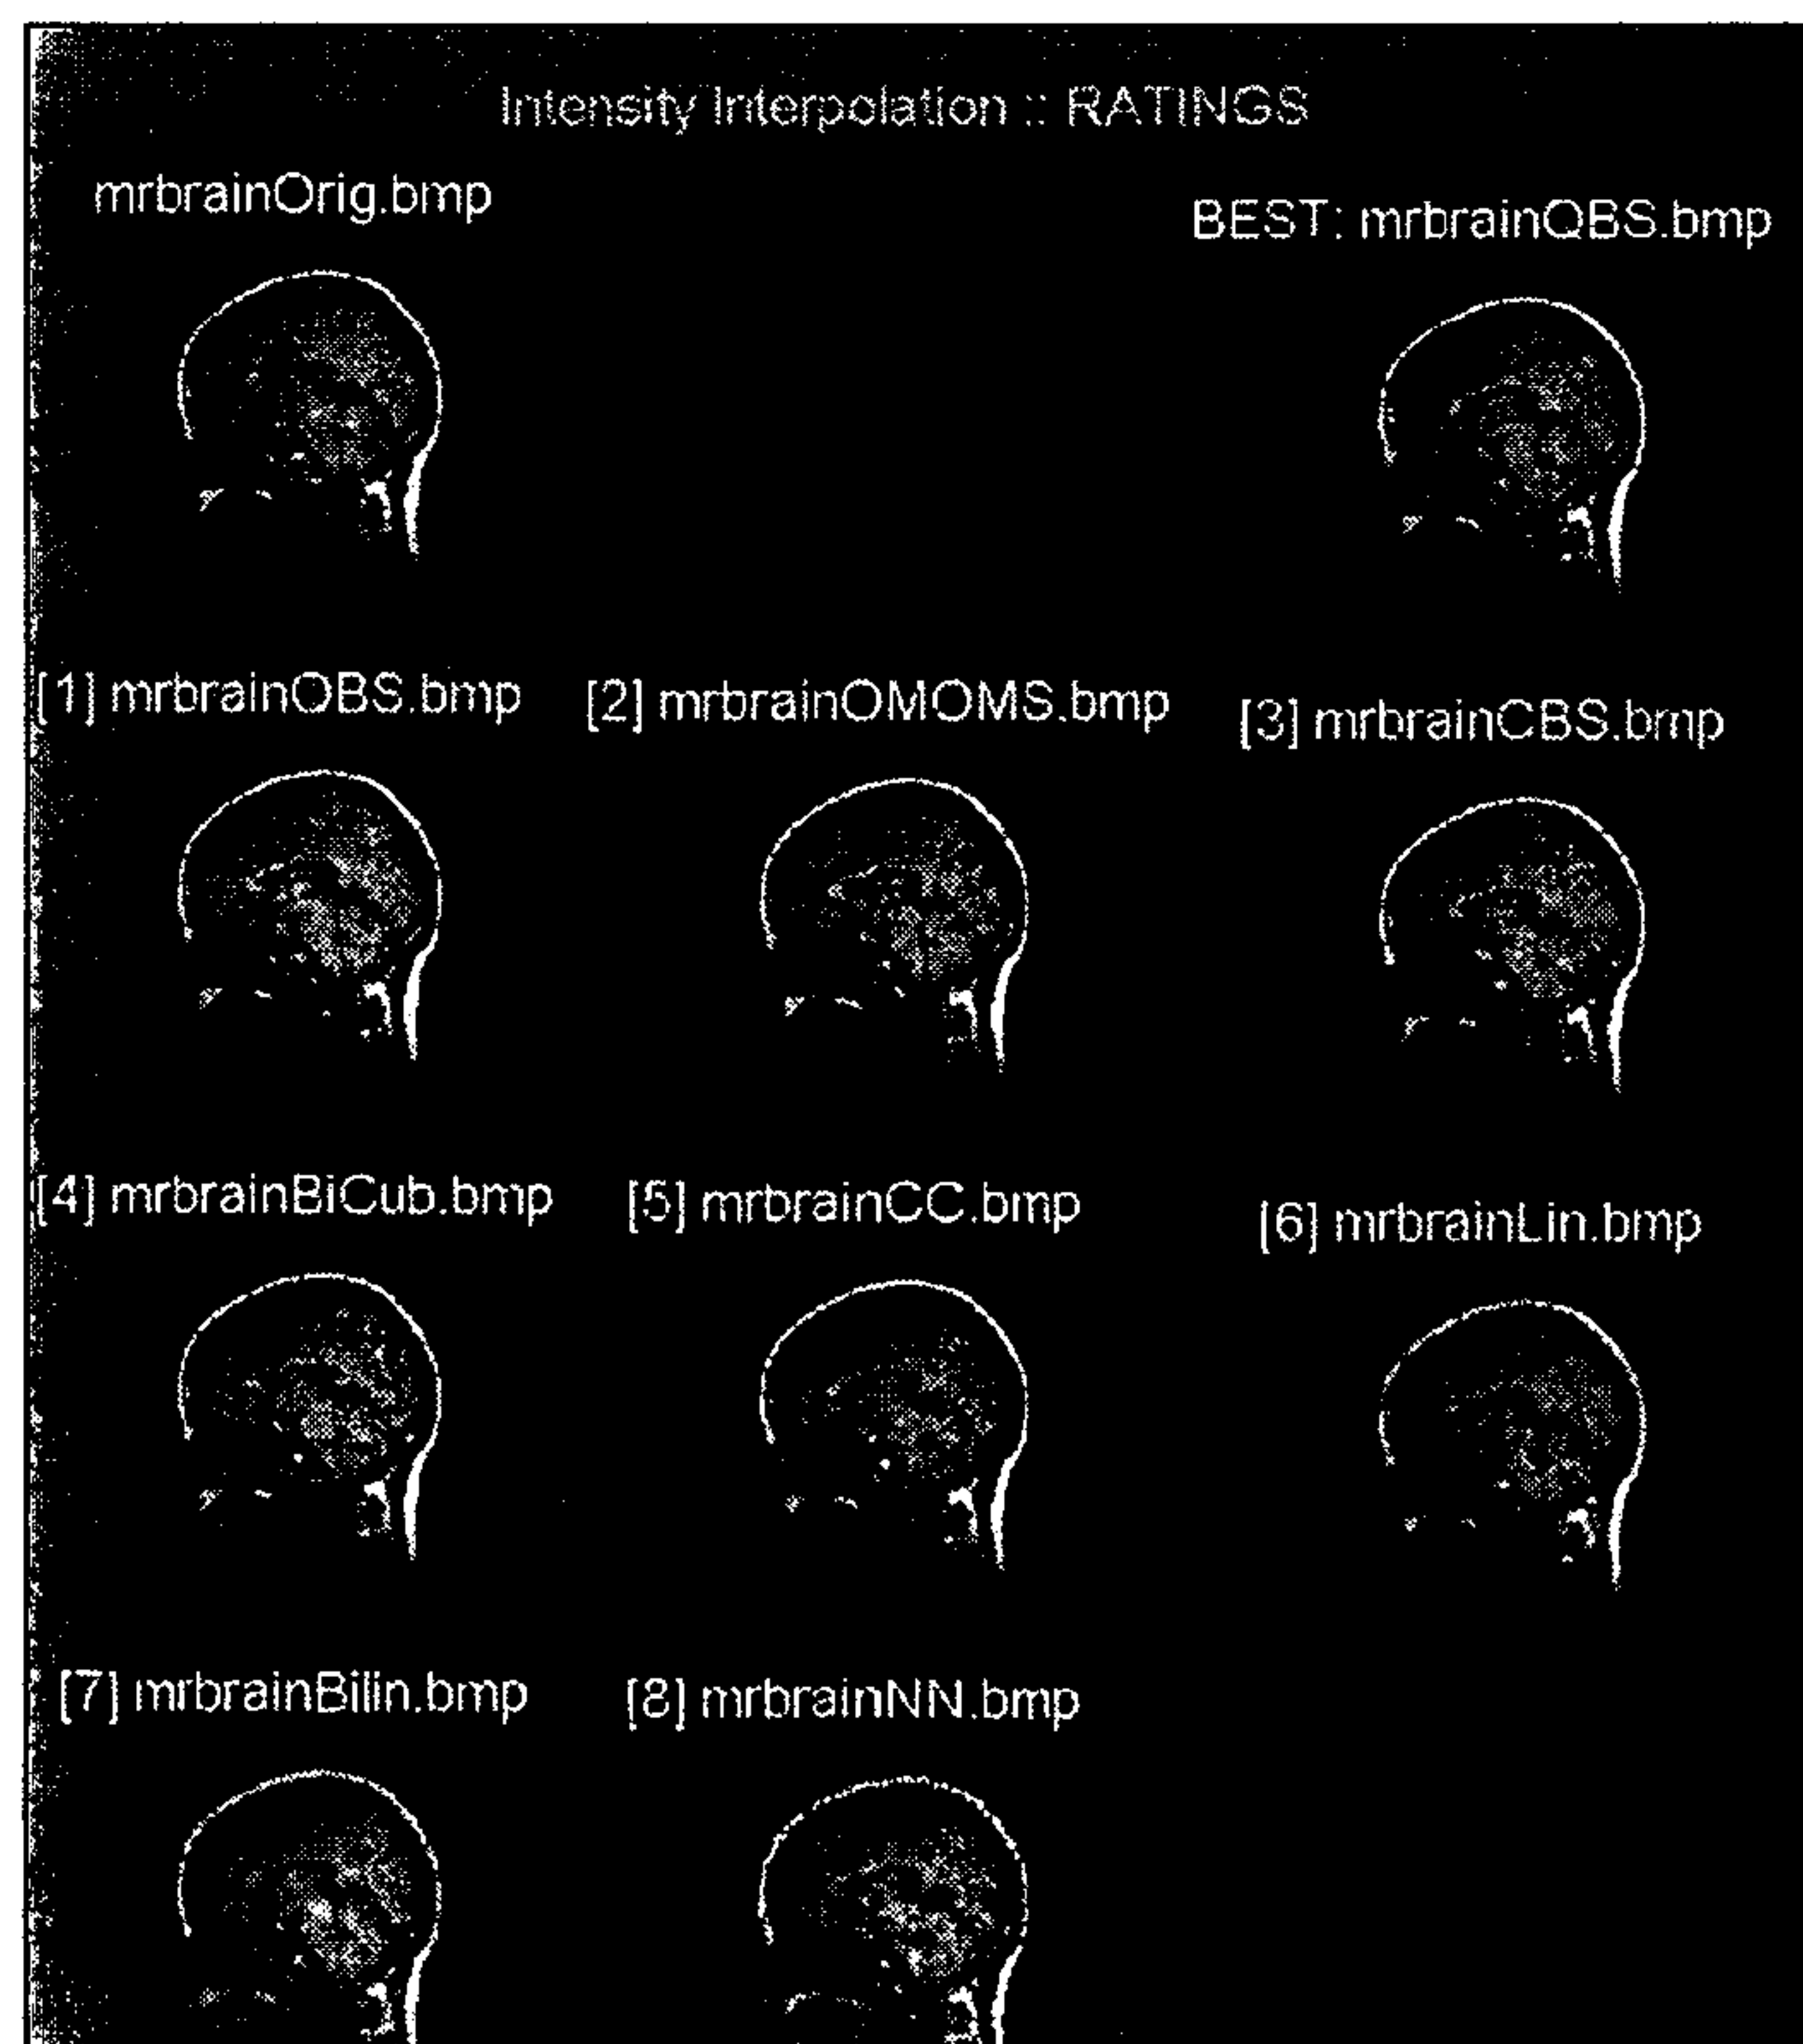 Intensity Interpolation :: RATINGS
mrbrainOrig.bmp
BEST: mrbrainQBS.bmp
[1] mrbrainOBS.bmp
[2] mrbrainOMOMS.bmp
[3] mrbrainCBS.bmp
[4] mrbrainBiCub.bmp
[5] mrbrainCC.bmp
[6] mrbrainLin.bmp
[7] mrbrainBilin.bmp
[8] mrbrainNN.bmp